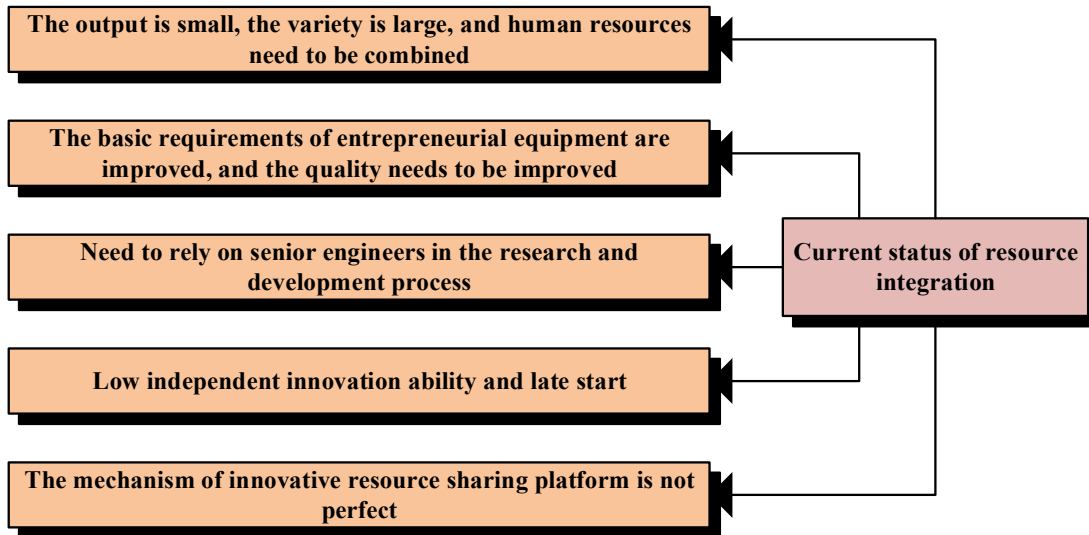 The output is small, the variety is large, and human resources
need to be combined
The basic requirements of entrepreneurial equipment are
improved, and the quality needs to be improved
Need to rely on senior engineers in the research and
development process
Current status of resource
integration
Low independent innovation ability and late start
The mechanism of innovative resource sharing platform is not
perfect